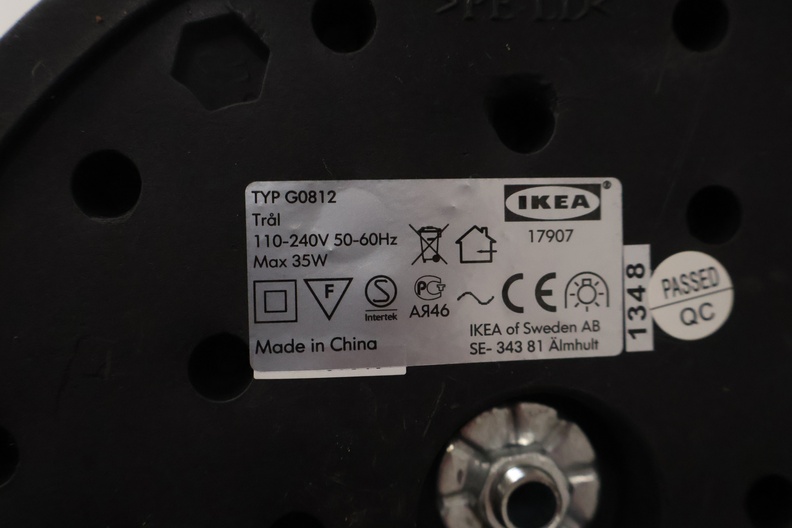 TYP G0812
Trål
110-240V 50-60Hz
Max 35W
IKEA®
17907
F
S
Intertek
РСТ
АЯ46
CE
Made in China
IKEA of Sweden AB
SE- 343 81 Älmhult
1348
PASSED
QC